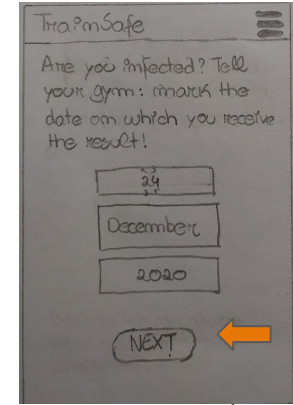 TrainSafe
Are you infected? Tell
your gym: mark the
date on which you receive
the result!
24
December
2020
NEXT